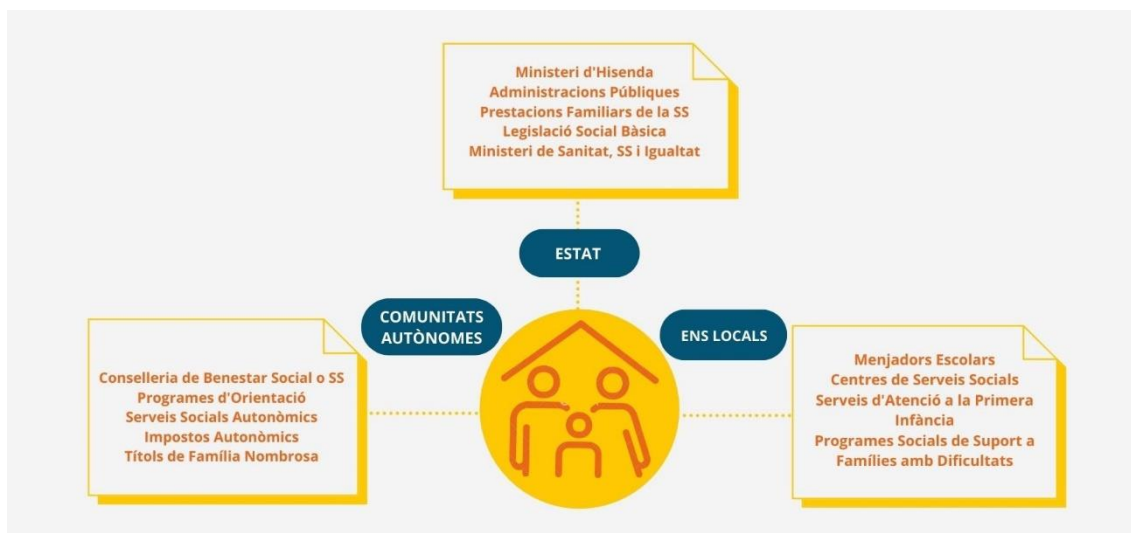 Ministeri d'Hisenda
Administracions Públiques
Prestacions Familiars de la SS
Legislació Social Bàsica
Ministeri de Sanitat, SS i Igualtat
ESTAT
COMUNITATS
AUTÒNOMES
ENS LOCALS
Conselleria de Benestar Social o SS
Programes d'Orientació
Serveis Socials Autonòmics
Impostos Autonòmics
Títols de Família Nombrosa
Menjadors Escolars
Centres de Serveis Socials
Serveis d'Atenció a la Primera
Infància
Programes Socials de Suport a
Famílies amb Dificultats